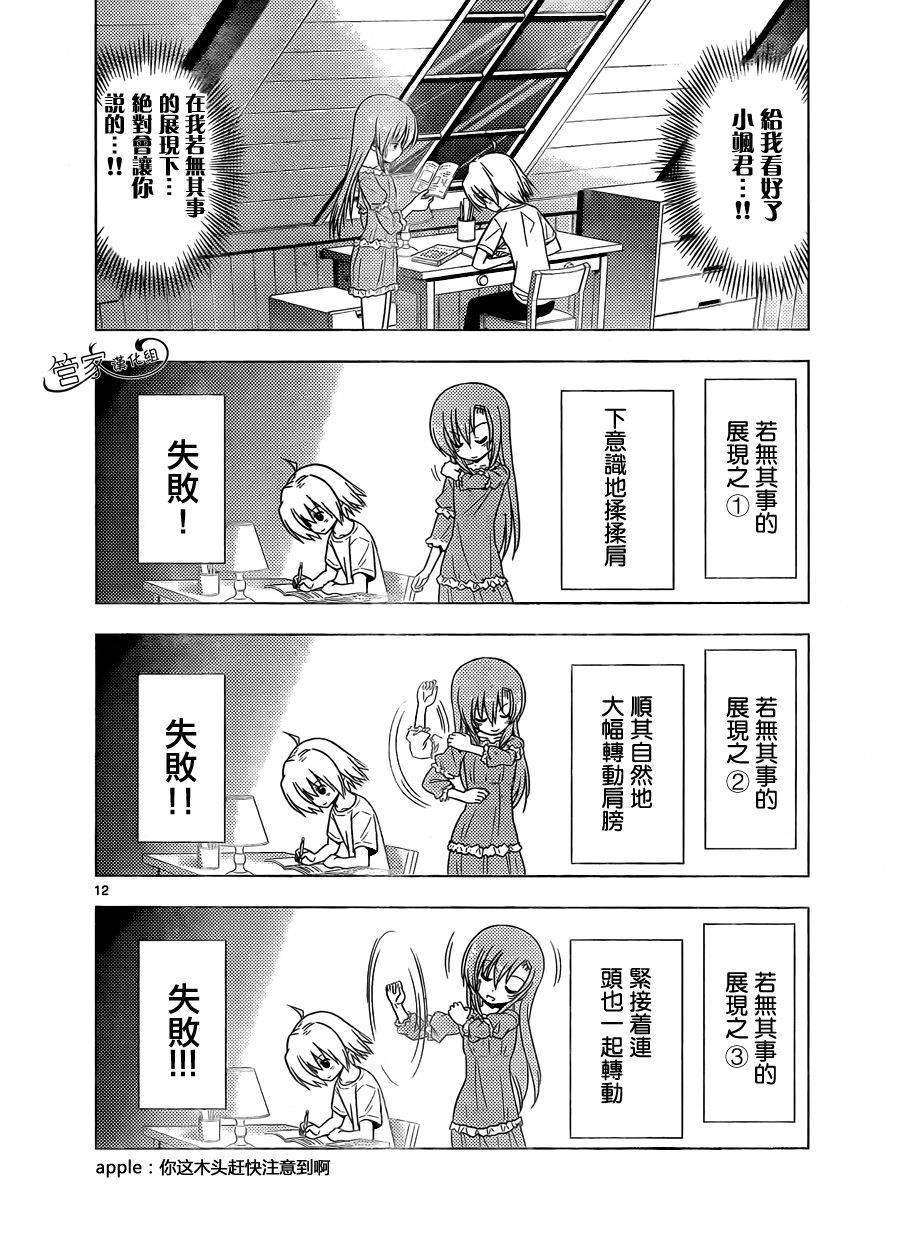 給我看好了
小颯君…!!
在我若無其事
的展現下…
絕對會讓你
説的…!!
管家
漢化組
若無其事的
展現之①
下意識地揉揉肩
失敗!
若無其事的
展現之②
順其自然地
大幅轉動肩膀
失敗!!
12
若無其事的
展現之③
緊接着連
頭也一起轉動
失敗!!!
apple：你这木头赶快注意到啊